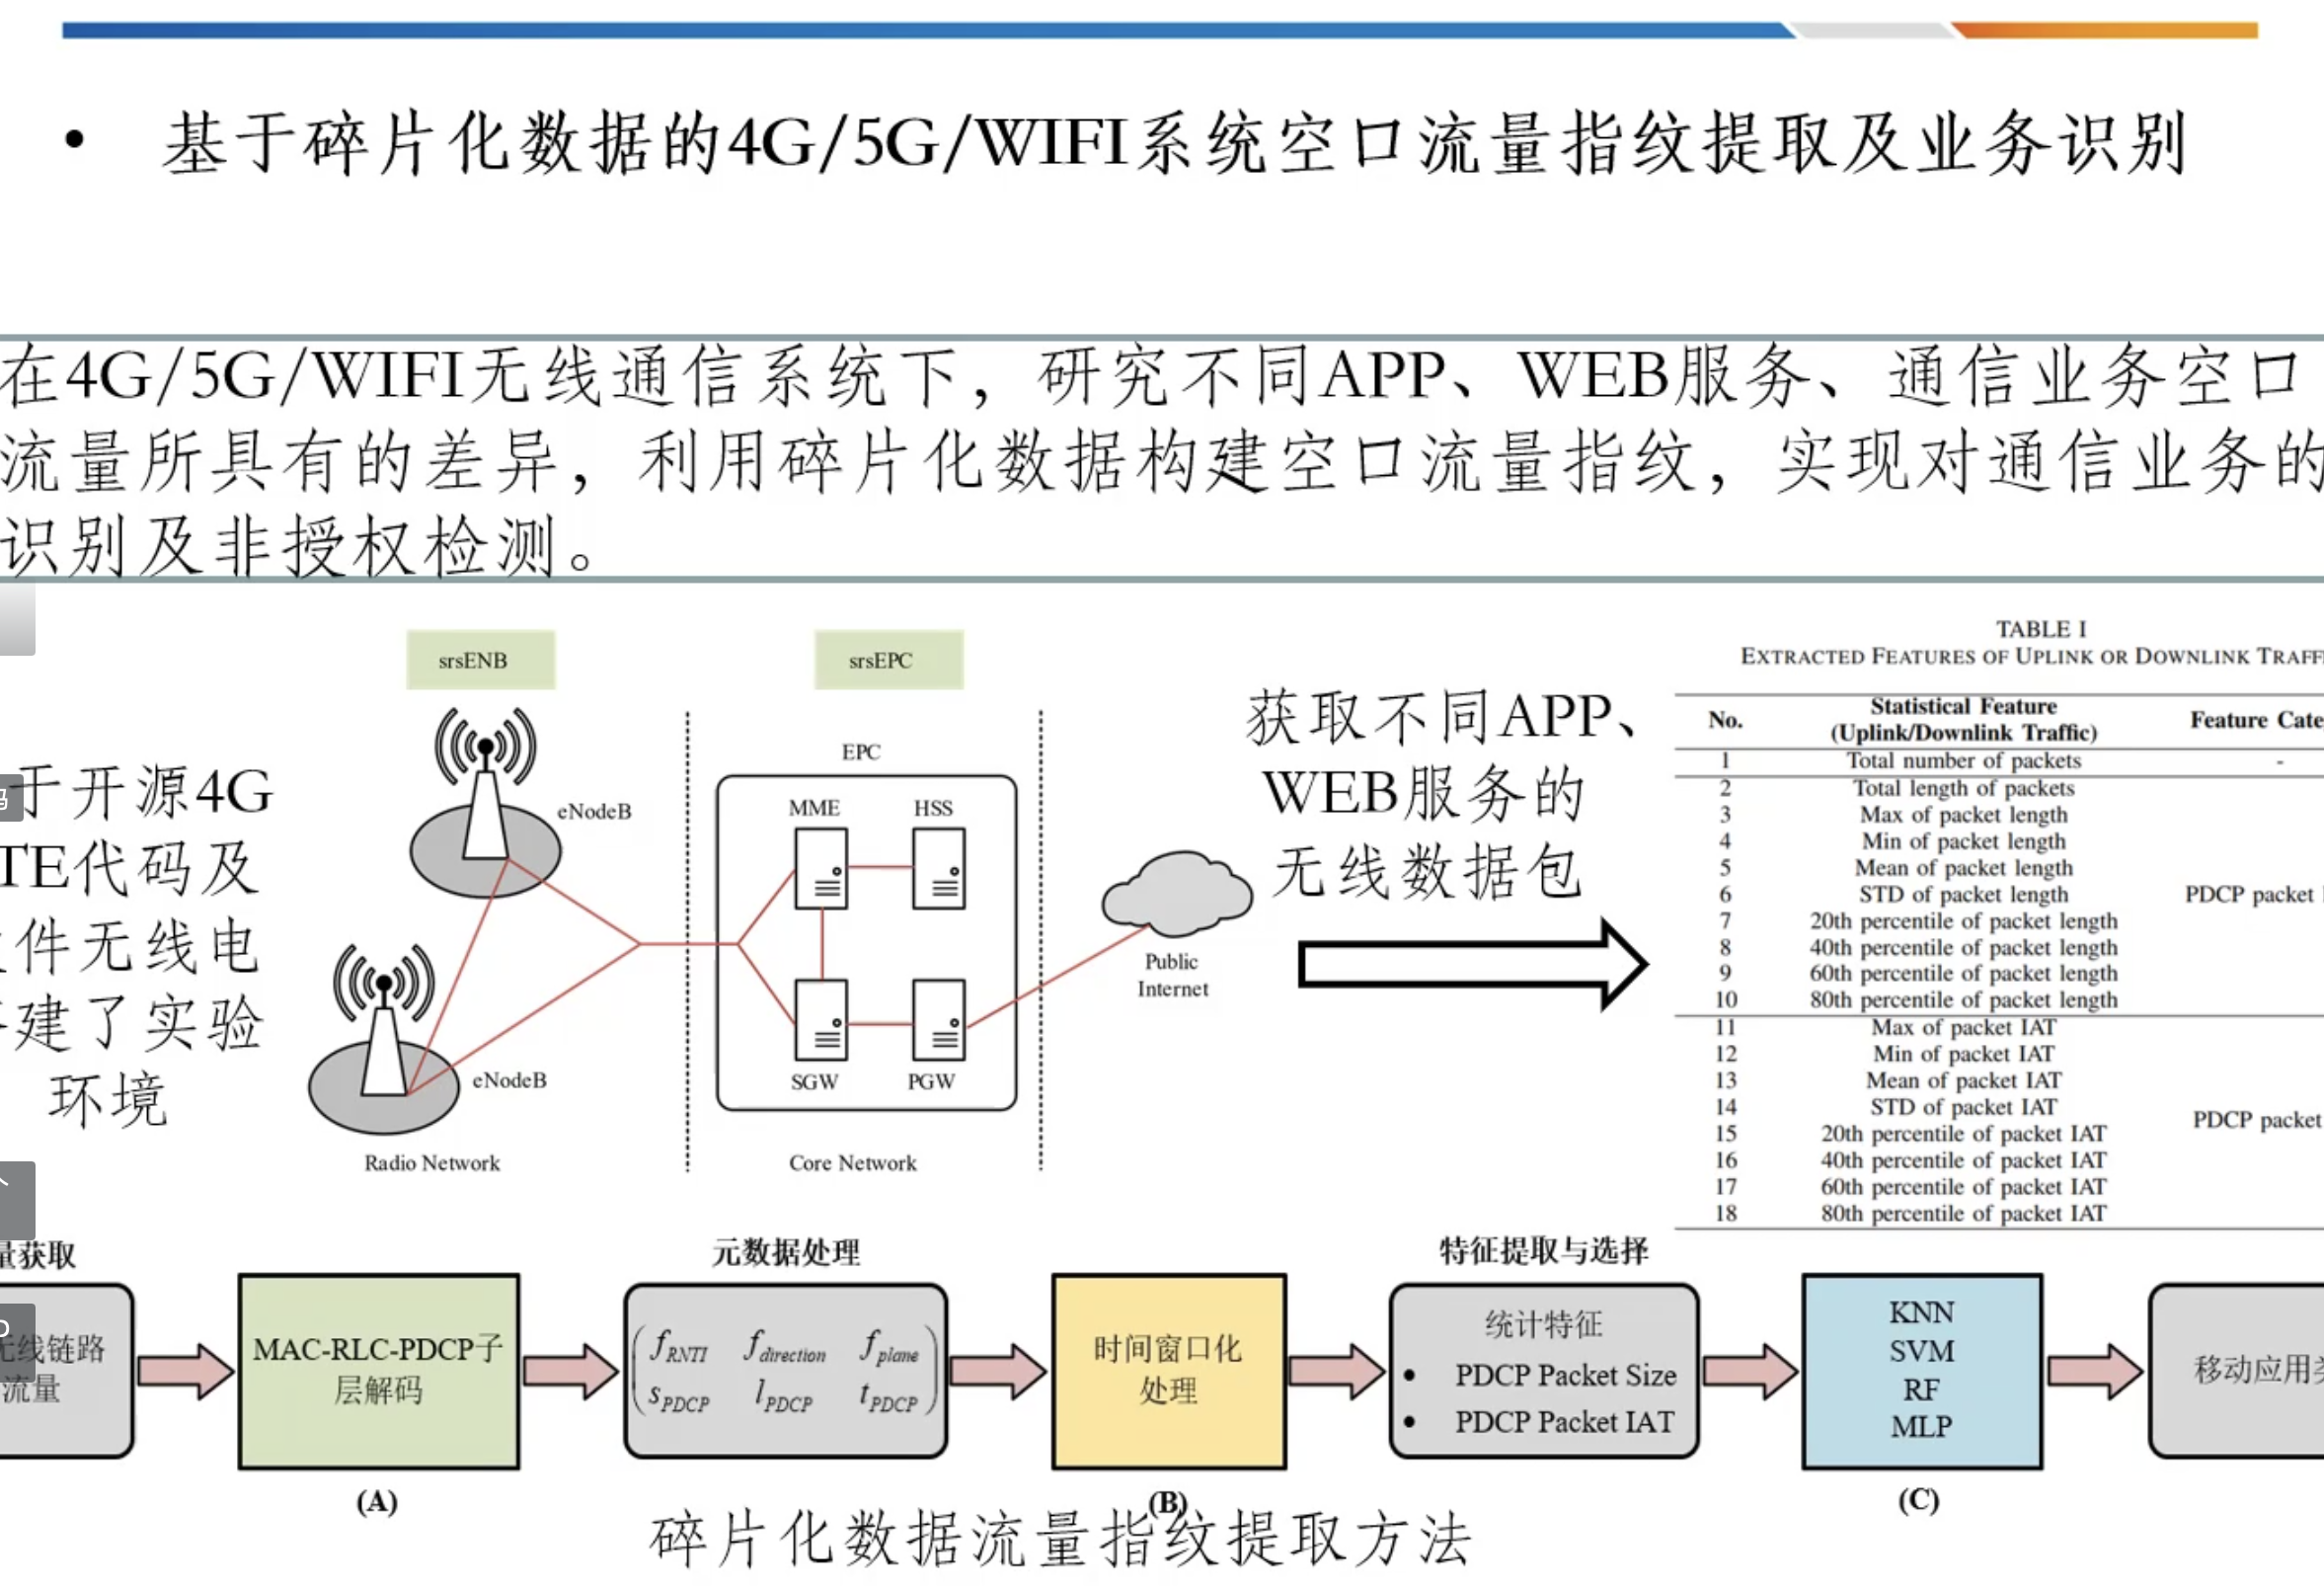 • 基于碎片化数据的4G/5G/WIFI系统空口流量指纹提取及业务识别
在4G/5G/WIFI无线通信系统下，研究不同APP、WEB服务、通信业务空口
流量所具有的差异，利用碎片化数据构建空口流量指纹，实现对通信业务的
识别及非授权检测。
于开源4G
TE代码及
件无线电
建了实验
环境
srsENB
srsEPC
eNodeB
eNodeB
Radio Network
EPC
MME
HSS
SGW
PGW
Core Network
Public
Internet
获取不同APP、
WEB服务的
无线数据包
TABLE I
EXTRACTED FEATURES OF UPLINK OR DOWNLINK TRAFF
No. Statistical Feature (Uplink/Downlink Traffic) Feature Cate
1 Total number of packets -
2 Total length of packets
3 Max of packet length
4 Min of packet length
5 Mean of packet length
6 STD of packet length PDCP packet
7 20th percentile of packet length
8 40th percentile of packet length
9 60th percentile of packet length
10 80th percentile of packet length
11 Max of packet IAT
12 Min of packet IAT
13 Mean of packet IAT
14 STD of packet IAT PDCP packet
15 20th percentile of packet IAT
16 40th percentile of packet IAT
17 60th percentile of packet IAT
18 80th percentile of packet IAT
量获取
无线链路
流量
MAC-RLC-PDCP子
层解码
(A)
元数据处理
f_RNTI f_direction f_plane
s_PDCP l_PDCP t_PDCP
时间窗口化
处理
(B)
特征提取与选择
统计特征
• PDCP Packet Size
• PDCP Packet IAT
KNN
SVM
RF
MLP
(C)
移动应用类
碎片化数据流量指纹提取方法